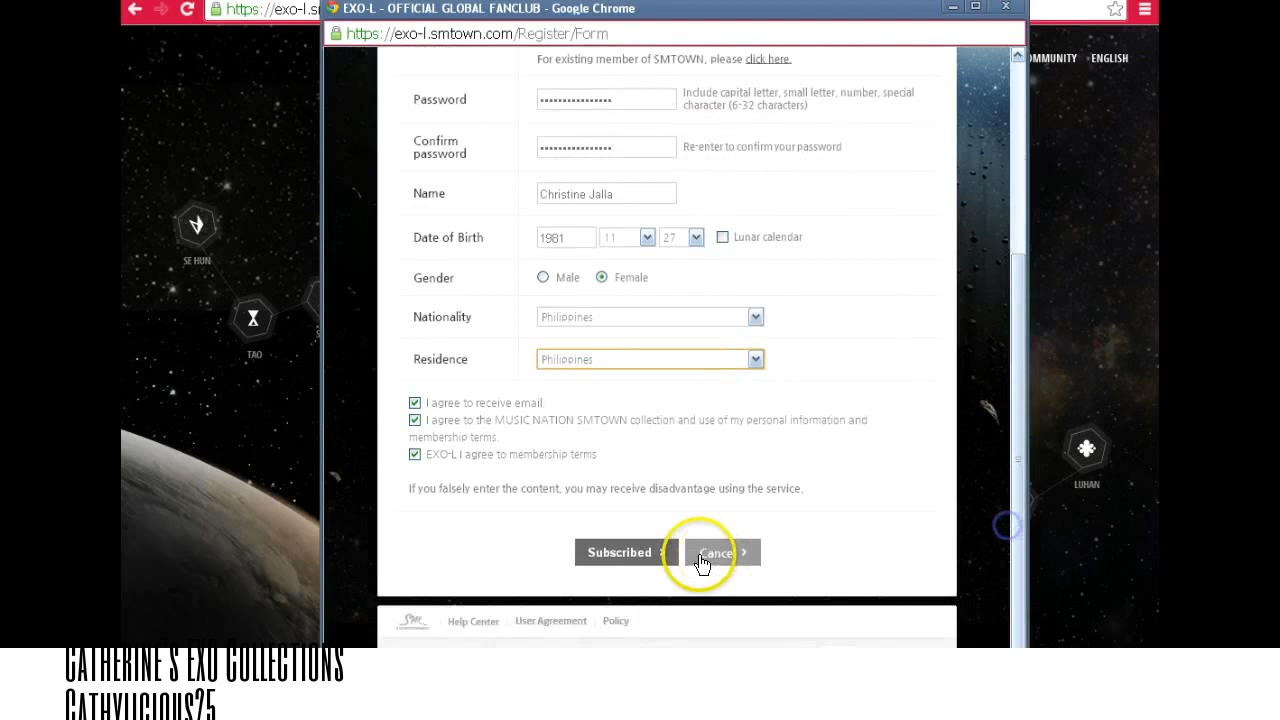 EXO-L - OFFICIAL GLOBAL FANCLUB - Google Chrome
https://exo-l.sm
https://exo-l.smtown.com/Register/Form
OMMUNITY ENGLISH
For existing member of SMTOWN, please click here.
Password •••••••••••••••• Include capital letter, small letter, number, special
character (6-32 characters)
Confirm
password •••••••••••••••• Re-enter to confirm your password
Name Christine Jalla
Date of Birth 1981 11 27 Lunar calendar
Gender Male Female
Nationality Philippines
Residence Philippines
I agree to receive email.
I agree to the MUSIC NATION SMTOWN collection and use of my personal information and
membership terms.
EXO-L I agree to membership terms
If you falsely enter the content, you may receive disadvantage using the service.
Subscribed Cancel
SM Help Center User Agreement Policy
SE HUN
TAO
LUHAN
CATHERINE'S EXO COLLECTIONS
CATHYLICIOUS25